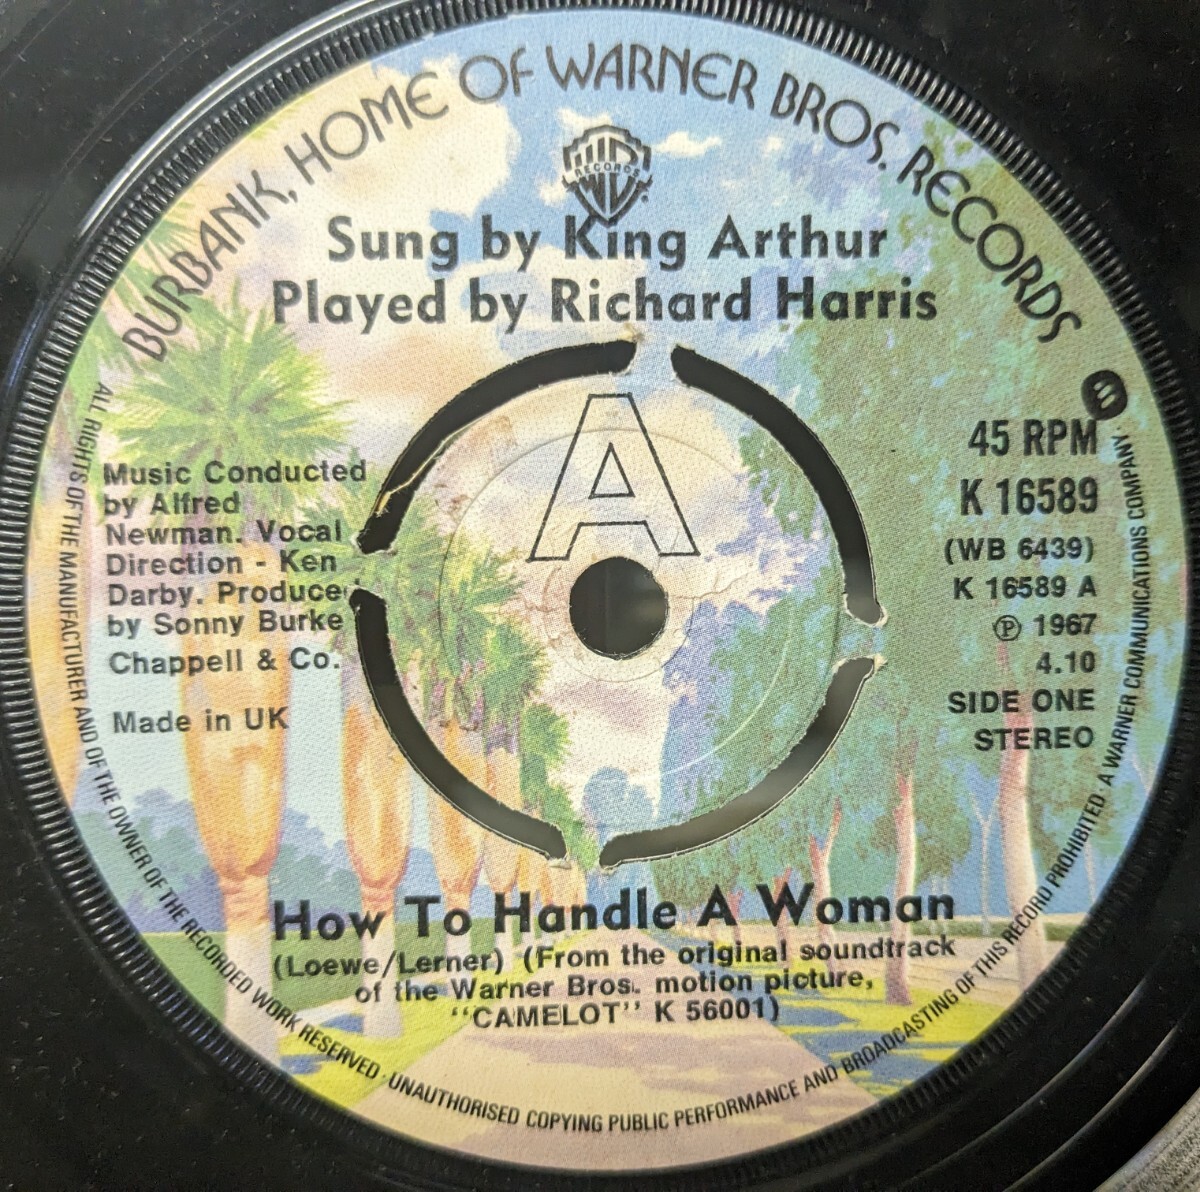 BURBANK, HOME OF WARNER BROS. RECORDS
WB
RECORDS
Sung by King Arthur
Played by Richard Harris
A
Music Conducted
by Alfred
Newman. Vocal
Direction - Ken
Darby. Produce
by Sonny Burke
Chappell & Co.
Made in UK
45 RPM
K 16589
(WB 6439)
K 16589 A
Ⓟ 1967
4.10
SIDE ONE
STEREO
How To Handle A Woman
(Loewe/Lerner) (From the original soundtrack
of the Warner Bros. motion picture,
"CAMELOT" K 56001)
ALL RIGHTS OF THE MANUFACTURER AND OF THE OWNER OF THE RECORDED WORK RESERVED · UNAUTHORISED COPYING PUBLIC PERFORMANCE AND BROADCASTING OF THIS RECORD PROHIBITED · A WARNER COMMUNICATIONS COMPANY ·